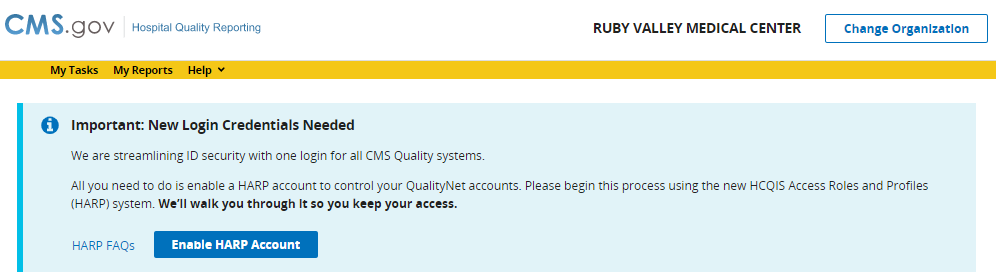 CMS.gov Hospital Quality Reporting RUBY VALLEY MEDICAL CENTER Change Organization
My Tasks My Reports Help
Important: New Login Credentials Needed
We are streamlining ID security with one login for all CMS Quality systems.
All you need to do is enable a HARP account to control your QualityNet accounts. Please begin this process using the new HCQIS Access Roles and Profiles
(HARP) system. We'll walk you through it so you keep your access.
HARP FAQs Enable HARP Account